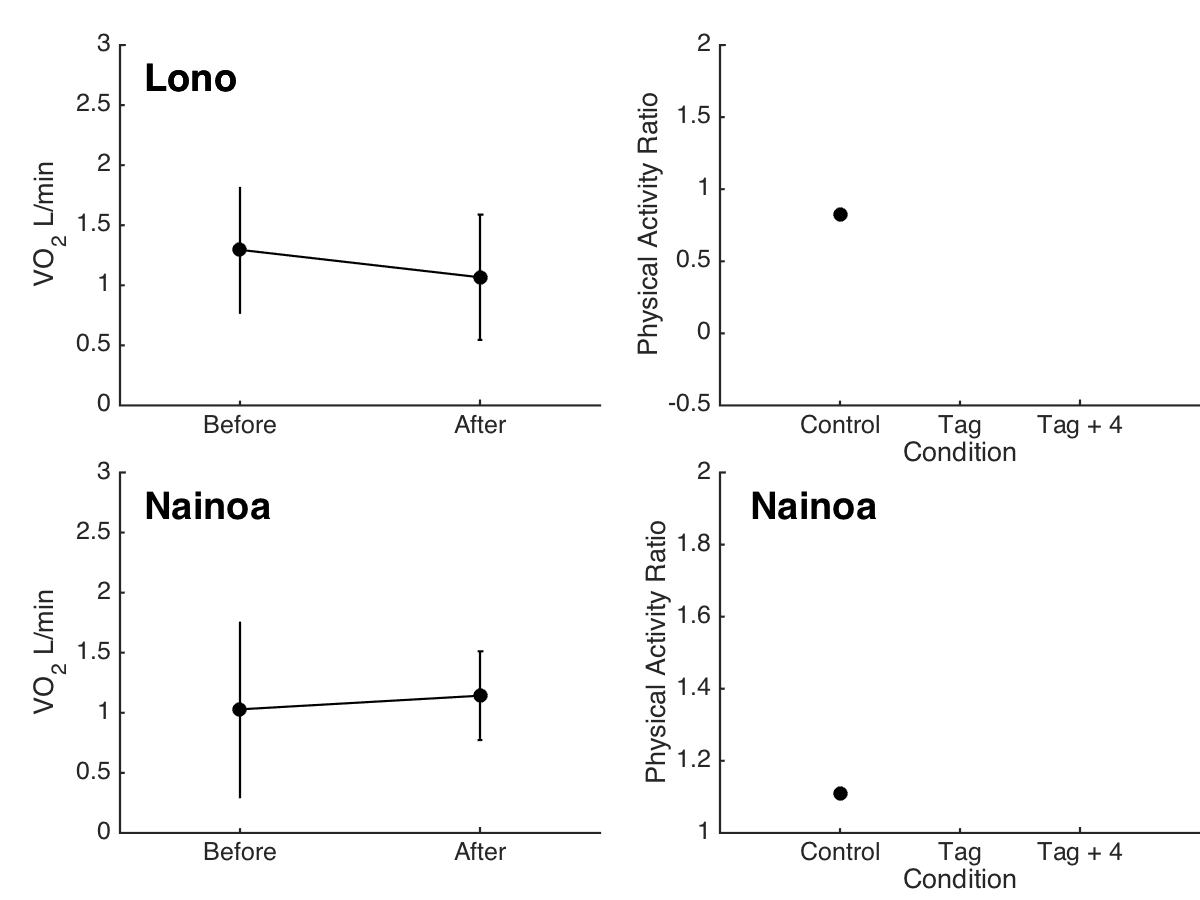 Lono
VO2 L/min
3
2.5
2
1.5
1
0.5
0
Before After
Physical Activity Ratio
2
1.5
1
0.5
0
-0.5
Control Tag Tag + 4
Condition
Nainoa
VO2 L/min
3
2.5
2
1.5
1
0.5
0
Before After
Nainoa
Physical Activity Ratio
2
1.8
1.6
1.4
1.2
1
Control Tag Tag + 4
Condition